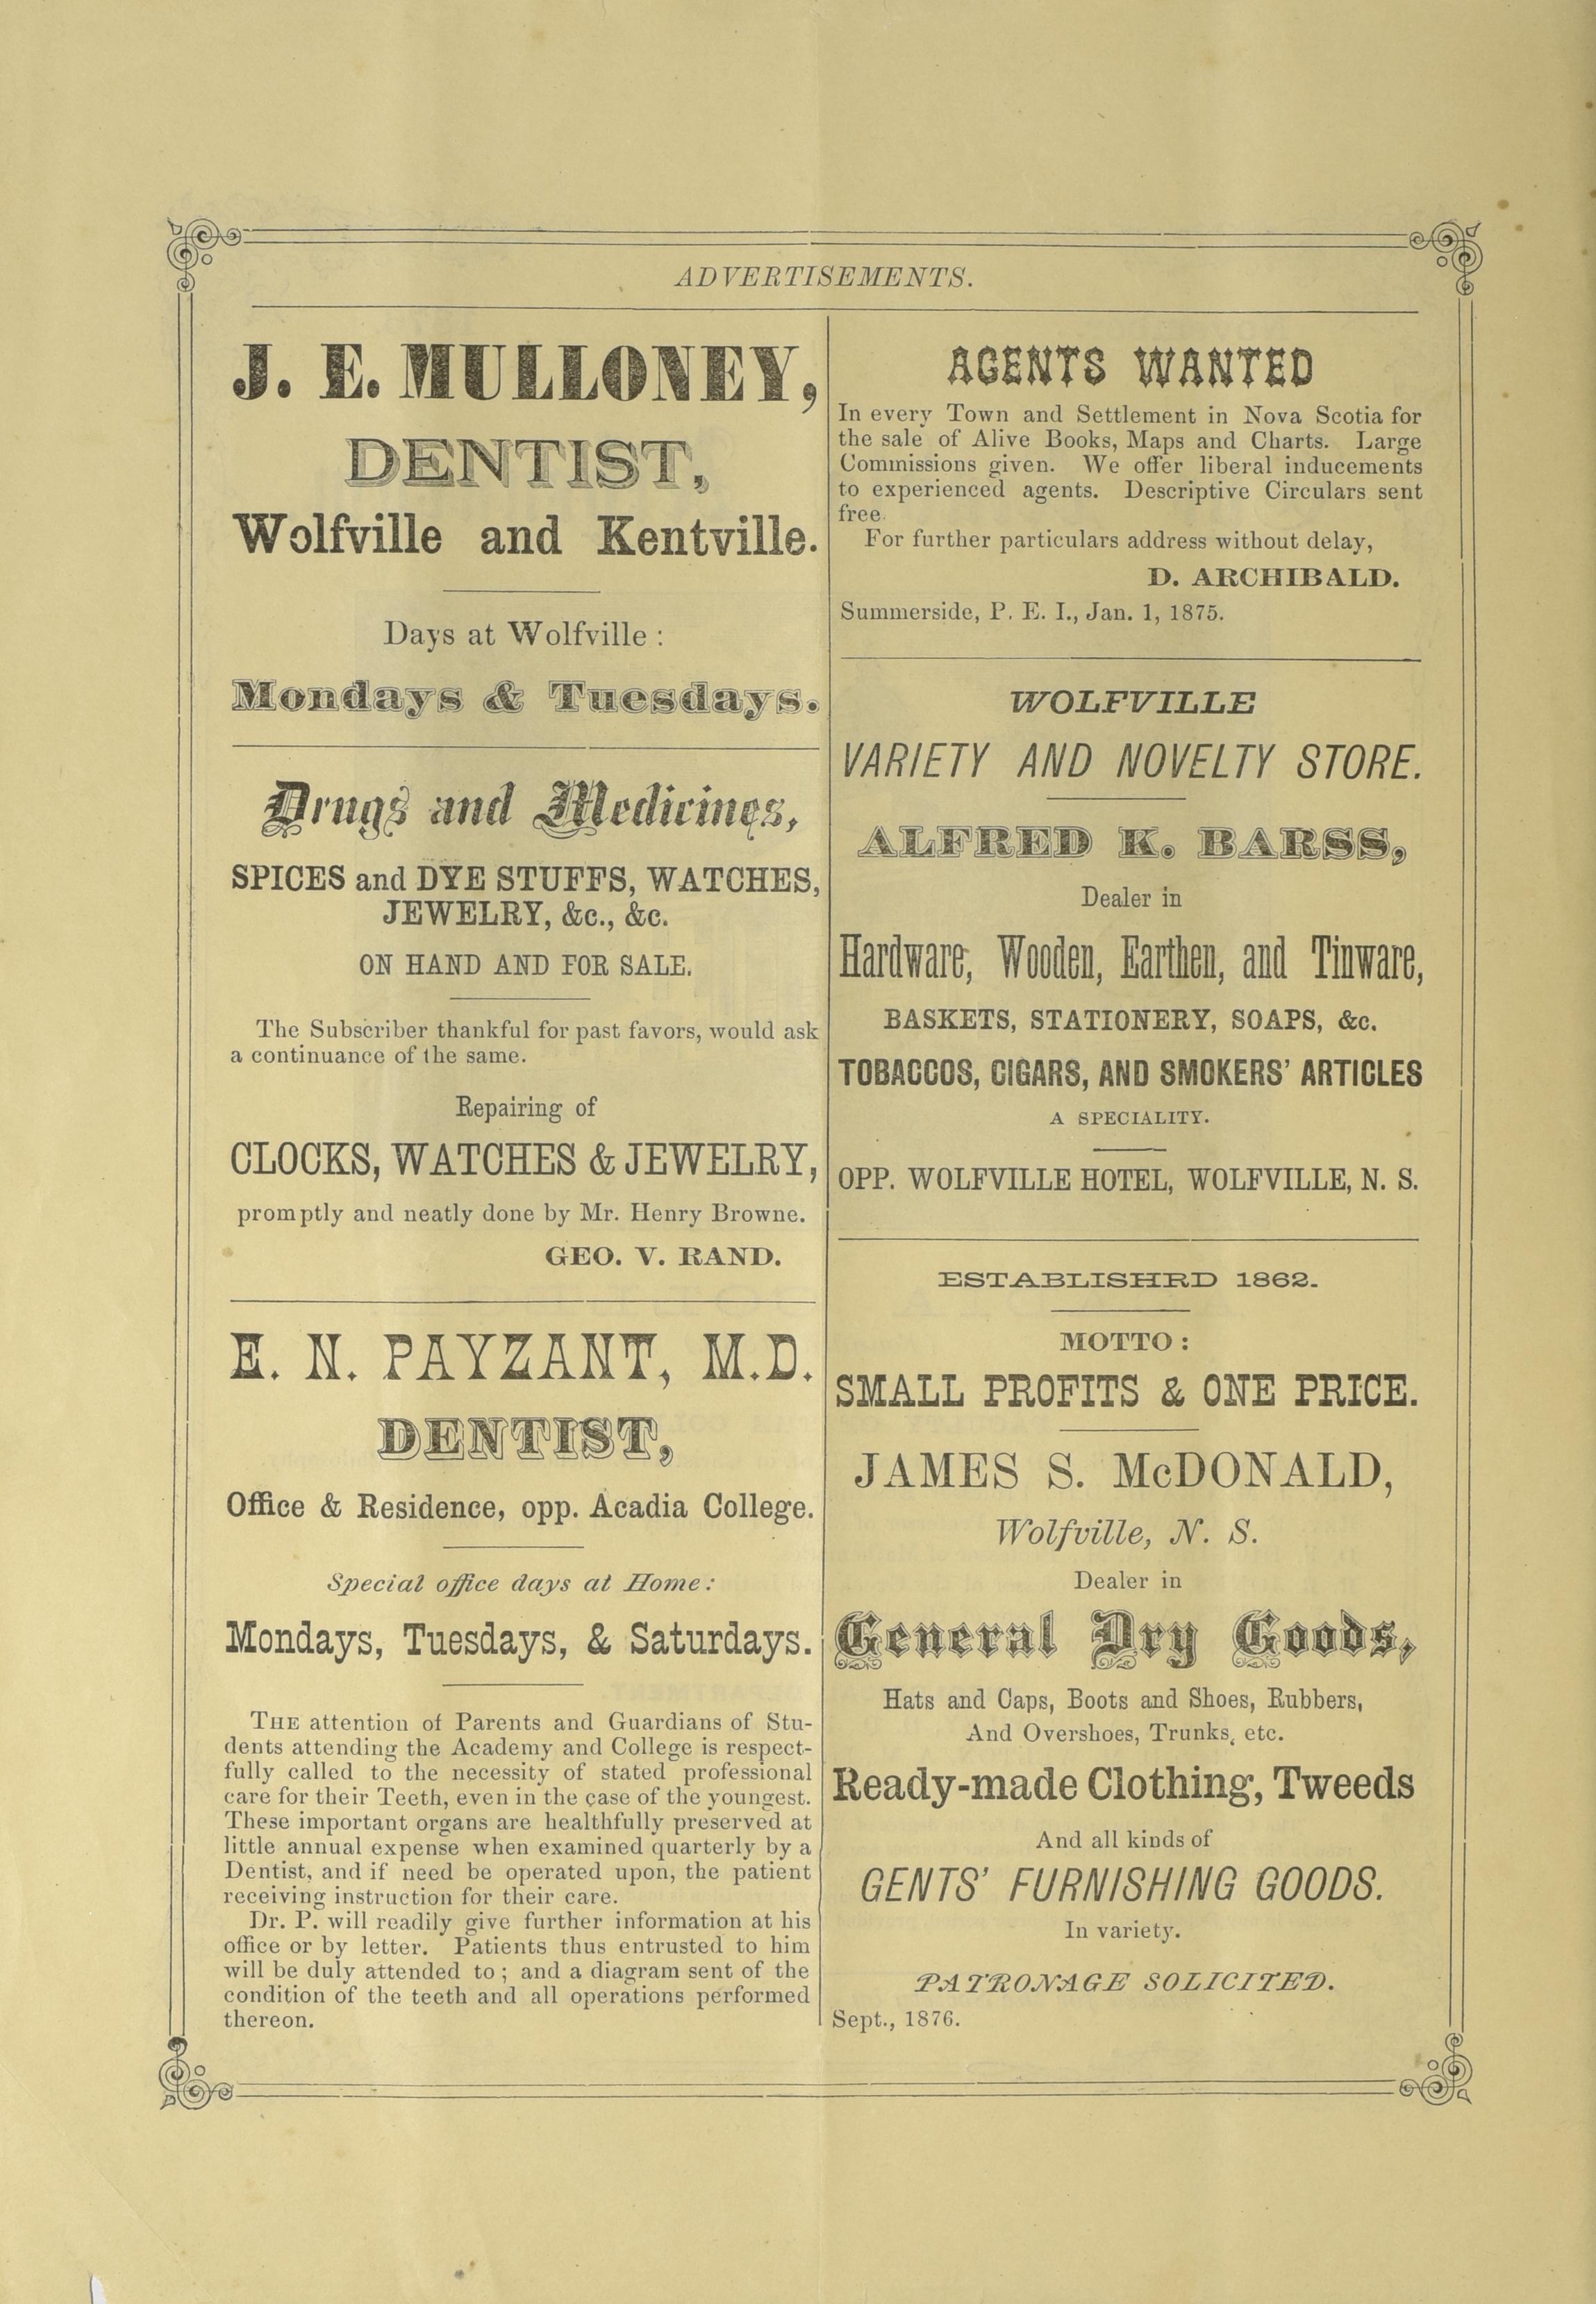 ADVERTISEMENTS.
J. E. MULLONEY,
DENTIST,
Wolfville and Kentville.
Days at Wolfville :
Mondays & Tuesdays.
Drugs and Medicines,
SPICES and DYE STUFFS, WATCHES,
JEWELRY, &c., &c.
ON HAND AND FOR SALE.
The Subscriber thankful for past favors, would ask
a continuance of the same.
Repairing of
CLOCKS, WATCHES & JEWELRY,
promptly and neatly done by Mr. Henry Browne.
GEO. V. RAND.
E. N. PAYZANT, M.D.
DENTIST,
Office & Residence, opp. Acadia College.
Special office days at Home :
Mondays, Tuesdays, & Saturdays.
THE attention of Parents and Guardians of Stu-
dents attending the Academy and College is respect-
fully called to the necessity of stated professional
care for their Teeth, even in the case of the youngest.
These important organs are healthfully preserved at
little annual expense when examined quarterly by a
Dentist, and if need be operated upon, the patient
receiving instruction for their care.
Dr. P. will readily give further information at his
office or by letter. Patients thus entrusted to him
will be duly attended to ; and a diagram sent of the
condition of the teeth and all operations performed
thereon.
AGENTS WANTED
In every Town and Settlement in Nova Scotia for
the sale of Alive Books, Maps and Charts. Large
Commissions given. We offer liberal inducements
to experienced agents. Descriptive Circulars sent
free.
For further particulars address without delay,
D. ARCHIBALD.
Summerside, P. E. I., Jan. 1, 1875.
WOLFVILLE
VARIETY AND NOVELTY STORE.
ALFRED K. BARSS,
Dealer in
Hardware, Wooden, Earthen, and Tinware,
BASKETS, STATIONERY, SOAPS, &c.
TOBACCOS, CIGARS, AND SMOKERS' ARTICLES
A SPECIALITY.
OPP. WOLFVILLE HOTEL, WOLFVILLE, N. S.
ESTABLISHRD 1862.
MOTTO :
SMALL PROFITS & ONE PRICE.
JAMES S. McDONALD,
Wolfville, N. S.
Dealer in
General Dry Goods,
Hats and Caps, Boots and Shoes, Rubbers,
And Overshoes, Trunks, etc.
Ready-made Clothing, Tweeds
And all kinds of
GENTS' FURNISHING GOODS.
In variety.
PATRONAGE SOLICITED.
Sept., 1876.